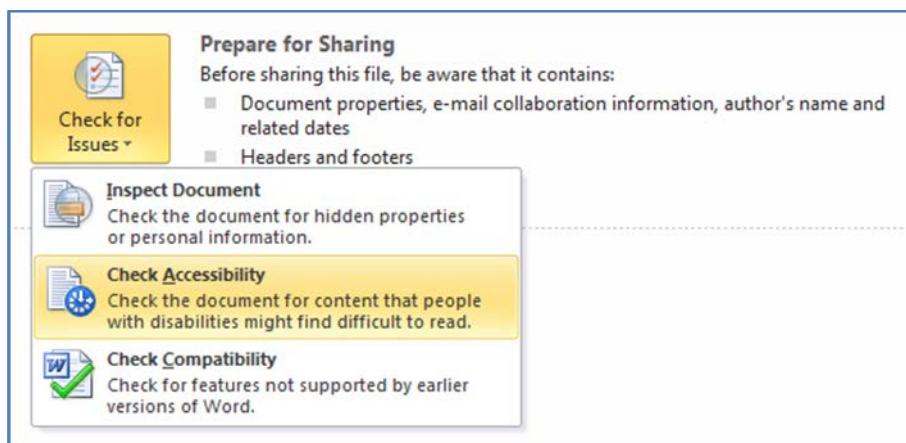 Prepare for Sharing
Before sharing this file, be aware that it contains:
Document properties, e-mail collaboration information, author's name and
related dates
Headers and footers
Check for
Issues
Inspect Document
Check the document for hidden properties
or personal information.
Check Accessibility
Check the document for content that people
with disabilities might find difficult to read.
Check Compatibility
Check for features not supported by earlier
versions of Word.